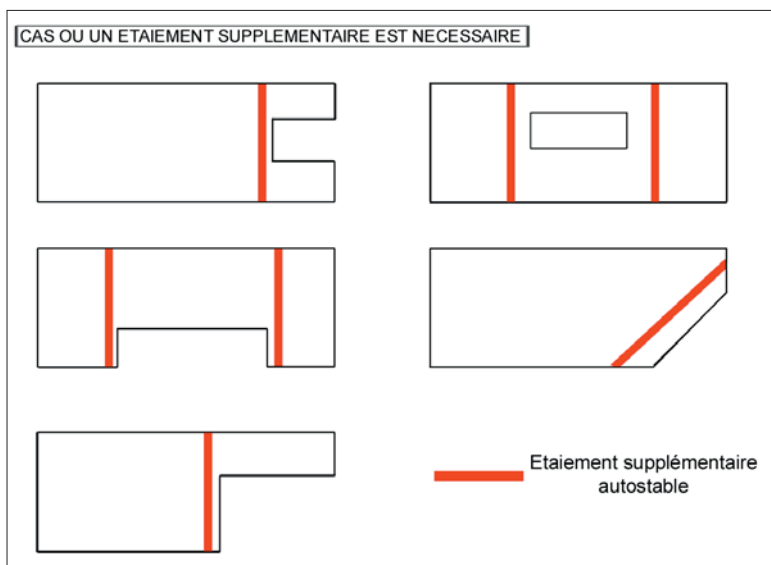 CAS OU UN ETAIEMENT SUPPLEMENTAIRE EST NECESSAIRE
Etaiement supplémentaire
autostable